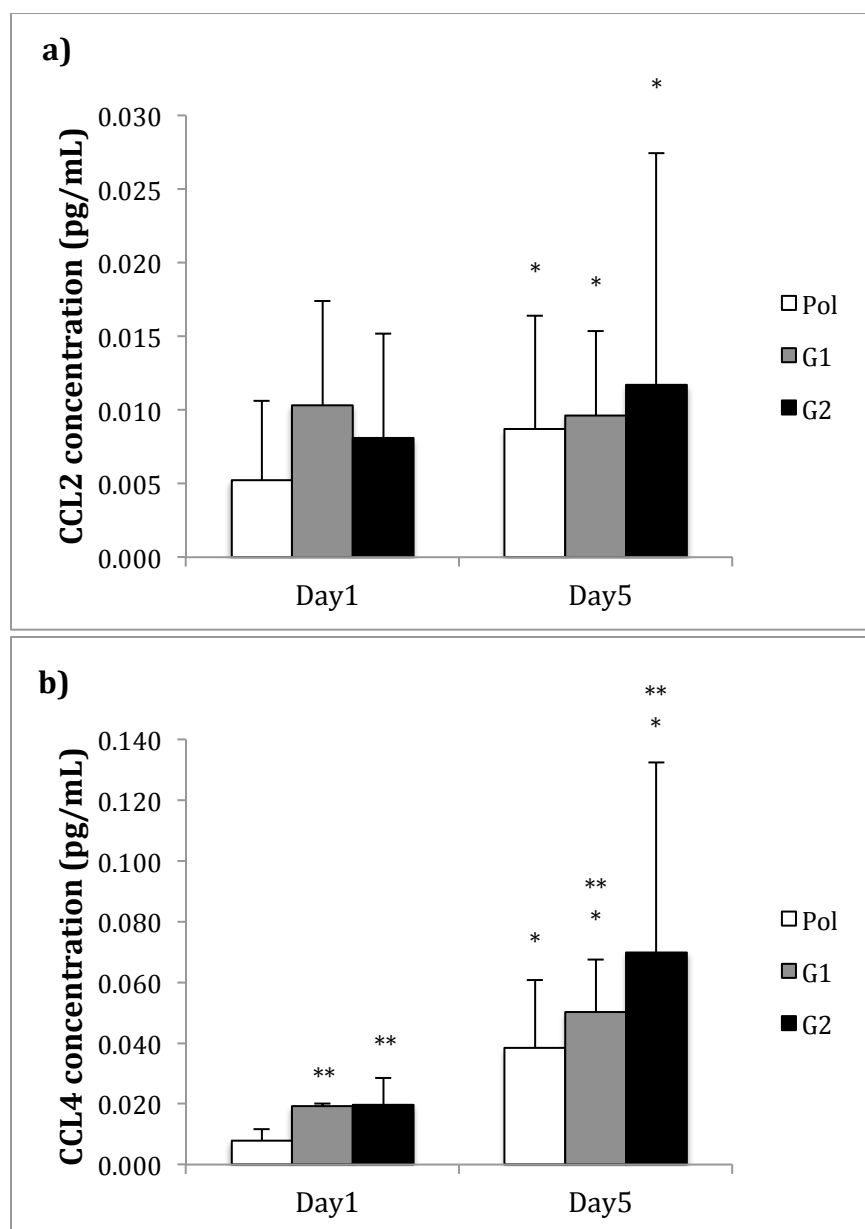 a)
CCL2 concentration (pg/mL)
0.030
0.025
0.020
0.015
0.010
0.005
0.000
*
*
*
Day1
Day5
Pol
G1
G2
b)
CCL4 concentration (pg/mL)
0.140
0.120
0.100
0.080
0.060
0.040
0.020
0.000
**
**
*
**
*
**
*
Day1
Day5
Pol
G1
G2